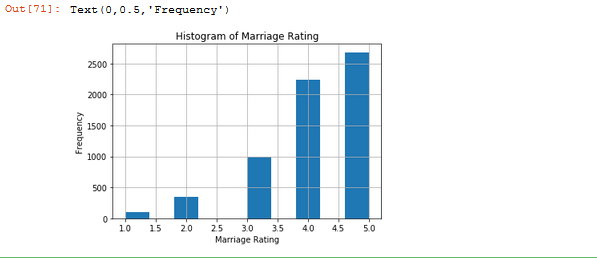 Out[71]: Text(0,0.5,'Frequency')
Histogram of Marriage Rating
2500
2000
1500
1000
500
0
Frequency
1.0 1.5 2.0 2.5 3.0 3.5 4.0 4.5 5.0
Marriage Rating